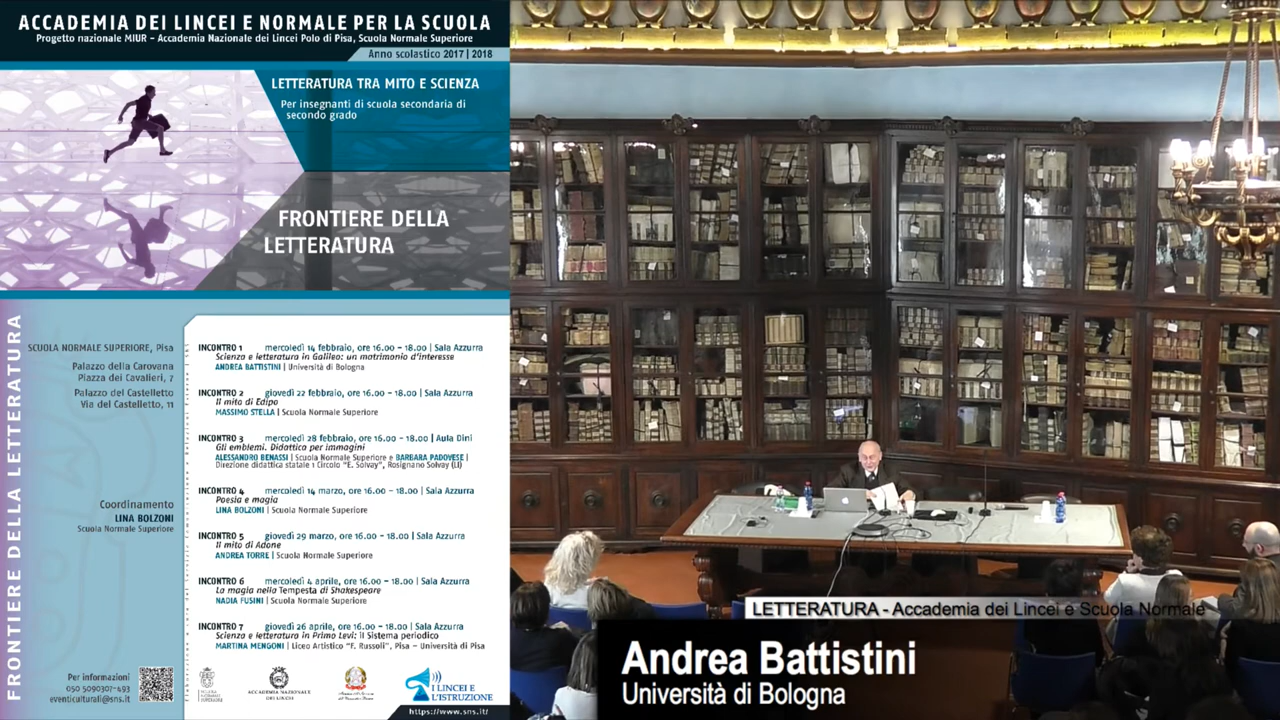 ACCADEMIA DEI LINCEI E NORMALE PER LA SCUOLA
Progetto nazionale MIUR – Accademia Nazionale dei Lincei Polo di Pisa, Scuola Normale Superiore
Anno scolastico 2017 | 2018
LETTERATURA TRA MITO E SCIENZA
Per insegnanti di scuola secondaria di
secondo grado
FRONTIERE DELLA
LETTERATURA
FRONTIERE DELLA LETTERATURA
SCUOLA NORMALE SUPERIORE, Pisa
Palazzo della Carovana
Piazza dei Cavalieri, 7
Palazzo del Castelletto
Via del Castelletto, 11
Coordinamento
LINA BOLZONI
Scuola Normale Superiore
Per informazioni
050 5090307-493
eventiculturali@sns.it
INCONTRO 1 mercoledì 14 febbraio, ore 16.00 – 18.00 | Sala Azzurra
Scienza e letteratura in Galileo: un matrimonio d'interesse
ANDREA BATTISTINI | Università di Bologna
INCONTRO 2 giovedì 22 febbraio, ore 16.00 – 18.00 | Sala Azzurra
Il mito di Edipo
MASSIMO STELLA | Scuola Normale Superiore
INCONTRO 3 mercoledì 28 febbraio, ore 16.00 – 18.00 | Aula Dini
Gli emblemi. Didattica per immagini
ALESSANDRO BENASSI | Scuola Normale Superiore e BARBARA PADOVESE |
Direzione didattica statale 1 Circolo "E. Solvay", Rosignano Solvay (LI)
INCONTRO 4 mercoledì 14 marzo, ore 16.00 – 18.00 | Sala Azzurra
Poesia e magia
LINA BOLZONI | Scuola Normale Superiore
INCONTRO 5 giovedì 29 marzo, ore 16.00 – 18.00 | Sala Azzurra
Il mito di Adone
ANDREA TORRE | Scuola Normale Superiore
INCONTRO 6 mercoledì 4 aprile, ore 16.00 – 18.00 | Sala Azzurra
La magia nella Tempesta di Shakespeare
NADIA FUSINI | Scuola Normale Superiore
INCONTRO 7 giovedì 26 aprile, ore 16.00 – 18.00 | Sala Azzurra
Scienza e letteratura in Primo Levi: il Sistema periodico
MARTINA MENGONI | Liceo Artistico "F. Russoli", Pisa – Università di Pisa
ACCADEMIA NAZIONALE
DEI LINCEI
I LINCEI E
L'ISTRUZIONE
https://www.sns.it/
LETTERATURA - Accademia dei Lincei e Scuola Normale
Andrea Battistini
Università di Bologna